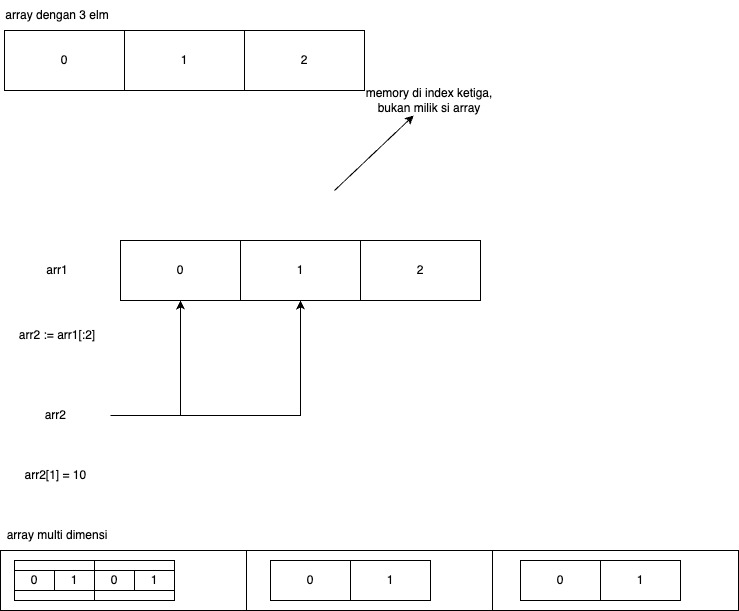 array dengan 3 elm
0 1 2
memory di index ketiga,
bukan milik si array
arr1 0 1 2
arr2 := arr1[:2]
arr2
arr2[1] = 10
array multi dimensi
0 1 0 1 0 1 0 1